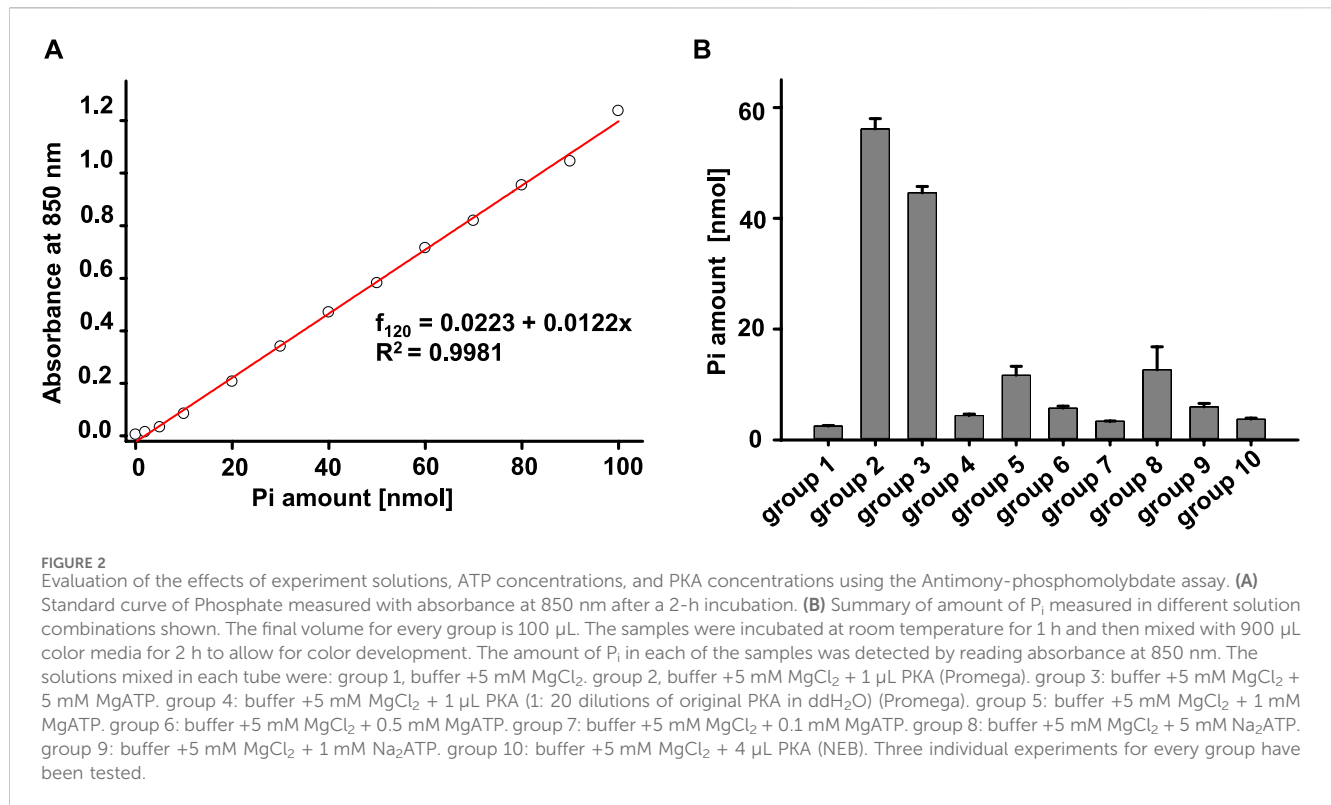 A
B
Absorbance at 850 nm
1.2
1.0
0.8
0.6
0.4
0.2
0.0
f₁₂₀ = 0.0223 + 0.0122x
R² = 0.9981
0 20 40 60 80 100
Pi amount [nmol]
Pi amount [nmol]
60
40
20
0
group 1
group 2
group 3
group 4
group 5
group 6
group 7
group 8
group 9
group 10
FIGURE 2
Evaluation of the effects of experiment solutions, ATP concentrations, and PKA concentrations using the Antimony-phosphomolybdate assay. (A)
Standard curve of Phosphate measured with absorbance at 850 nm after a 2-h incubation. (B) Summary of amount of Pᵢ measured in different solution
combinations shown. The final volume for every group is 100 μL. The samples were incubated at room temperature for 1 h and then mixed with 900 μL
color media for 2 h to allow for color development. The amount of Pᵢ in each of the samples was detected by reading absorbance at 850 nm. The
solutions mixed in each tube were: group 1, buffer +5 mM MgCl₂. group 2, buffer +5 mM MgCl₂ + 1 μL PKA (Promega). group 3: buffer +5 mM MgCl₂ +
5 mM MgATP. group 4: buffer +5 mM MgCl₂ + 1 μL PKA (1: 20 dilutions of original PKA in ddH₂O) (Promega). group 5: buffer +5 mM MgCl₂ + 1 mM
MgATP. group 6: buffer +5 mM MgCl₂ + 0.5 mM MgATP. group 7: buffer +5 mM MgCl₂ + 0.1 mM MgATP. group 8: buffer +5 mM MgCl₂ + 5 mM Na₂ATP.
group 9: buffer +5 mM MgCl₂ + 1 mM Na₂ATP. group 10: buffer +5 mM MgCl₂ + 4 μL PKA (NEB). Three individual experiments for every group have
been tested.